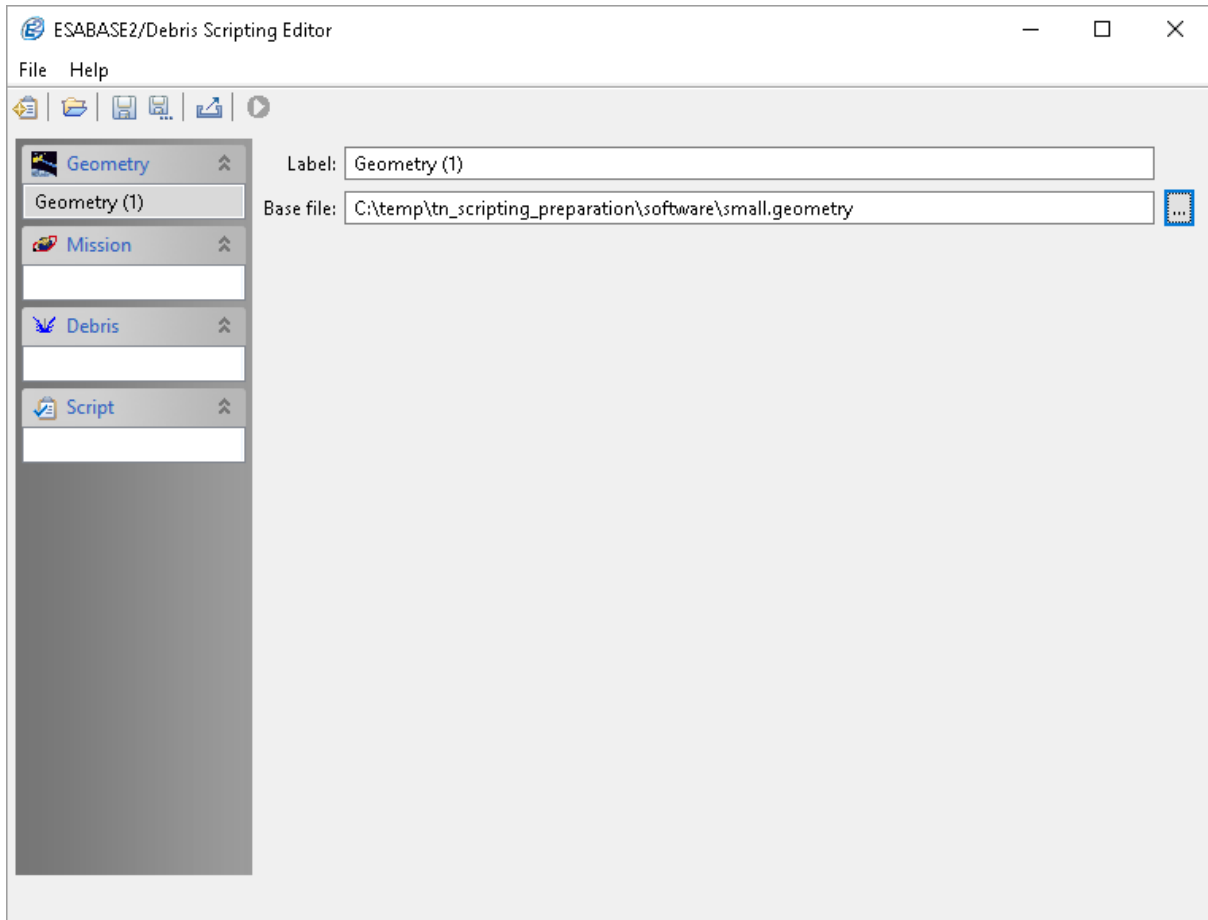 ESABASE2/Debris Scripting Editor
File Help
Geometry
Geometry (1)
Mission
Debris
Script
Label: Geometry (1)
Base file: C:\temp\tn_scripting_preparation\software\small.geometry ...